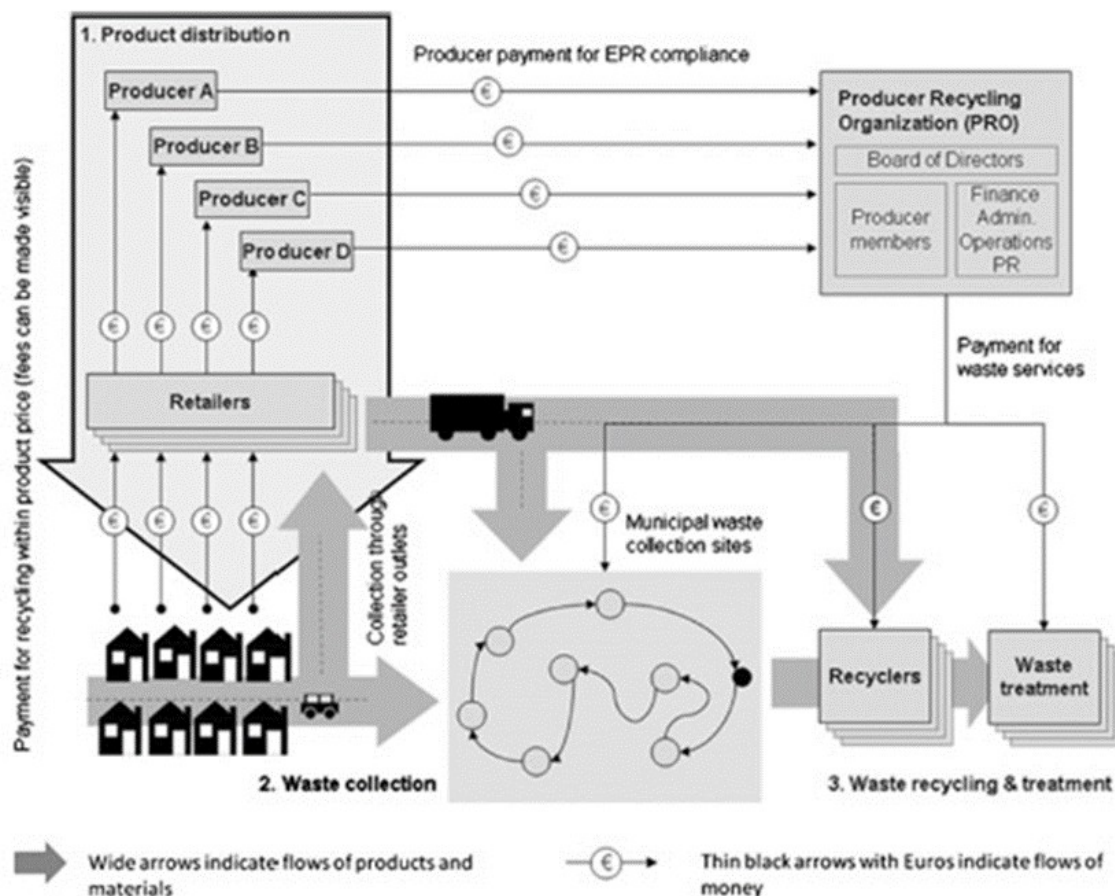 1. Product distribution
Producer payment for EPR compliance
Producer A
Producer B
Producer C
Producer D
€
€
€
€
Producer Recycling
Organization (PRO)
Board of Directors
Producer
members
Finance
Admin.
Operations
PR
Payment for recycling within product price (fees can be made visible)
€
€
€
€
Retailers
Payment for
waste services
€
€
€
€
Collection through
retailer outlets
€
€
€
Municipal waste
collection sites
Recyclers
Waste
treatment
2. Waste collection
3. Waste recycling & treatment
Wide arrows indicate flows of products and
materials
€
Thin black arrows with Euros indicate flows of
money